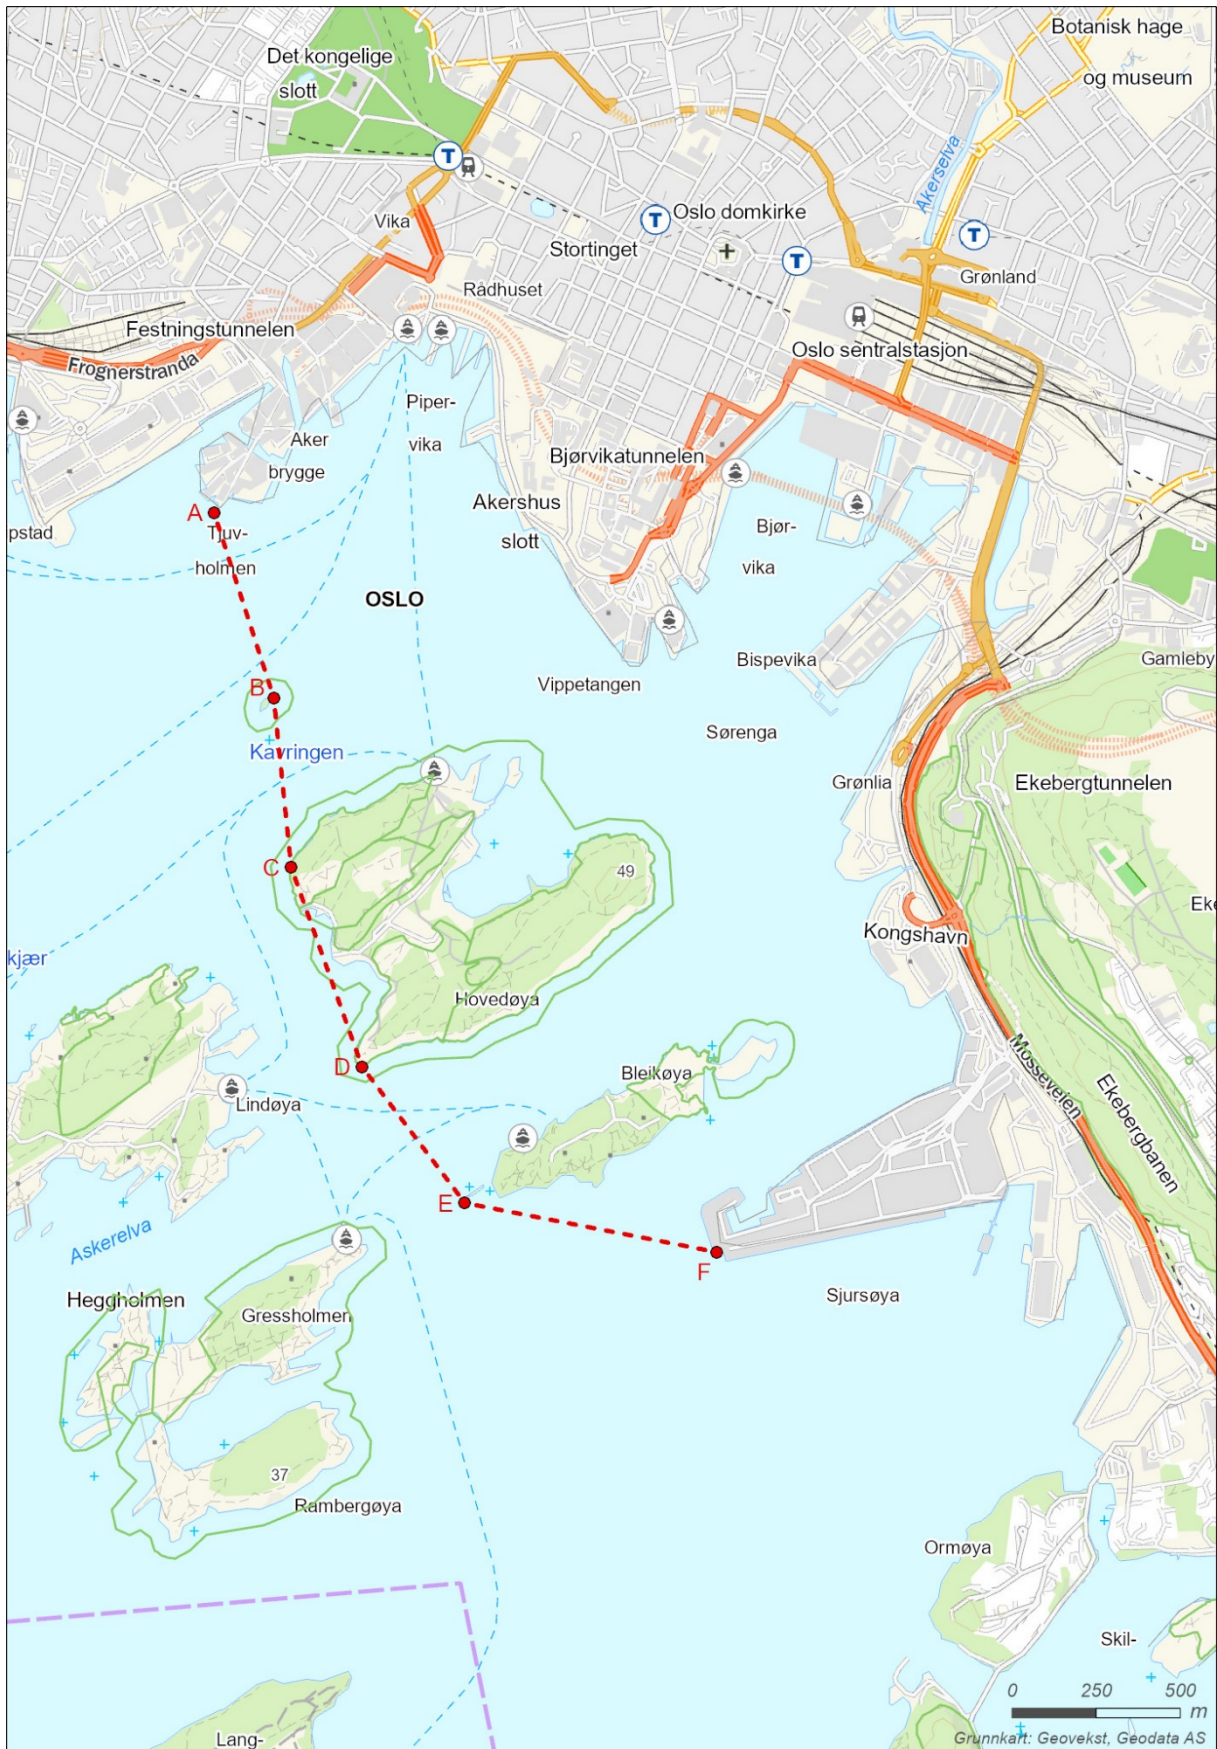 Botanisk hage
og museum
Det kongelige
slott
Akerselva
T
T
T
T
Vika
Oslo domkirke
Stortinget
Grønland
Rådhuset
Festningstunnelen
Frognerstranda
Oslo sentralstasjon
Piper-
vika
Aker
brygge
Bjørvikatunnelen
Akershus
slott
A
Tjuv-
holmen
pstad
Bjør-
vika
OSLO
Bispevika
Gamleby
Vippetangen
B
Sørenga
Kavringen
Grønlia
Ekebergtunnelen
C
49
Eke
Kongshavn
kjær
Hovedøya
D
Bleikøya
Mosseveien
Ekebergbanen
Lindøya
E
Askerelva
F
Heggholmen
Sjursøya
Gressholmen
37
Rambergøya
Ormøya
Skil-
Lang-
0 250 500
m
Grunnkart: Geovekst, Geodata AS